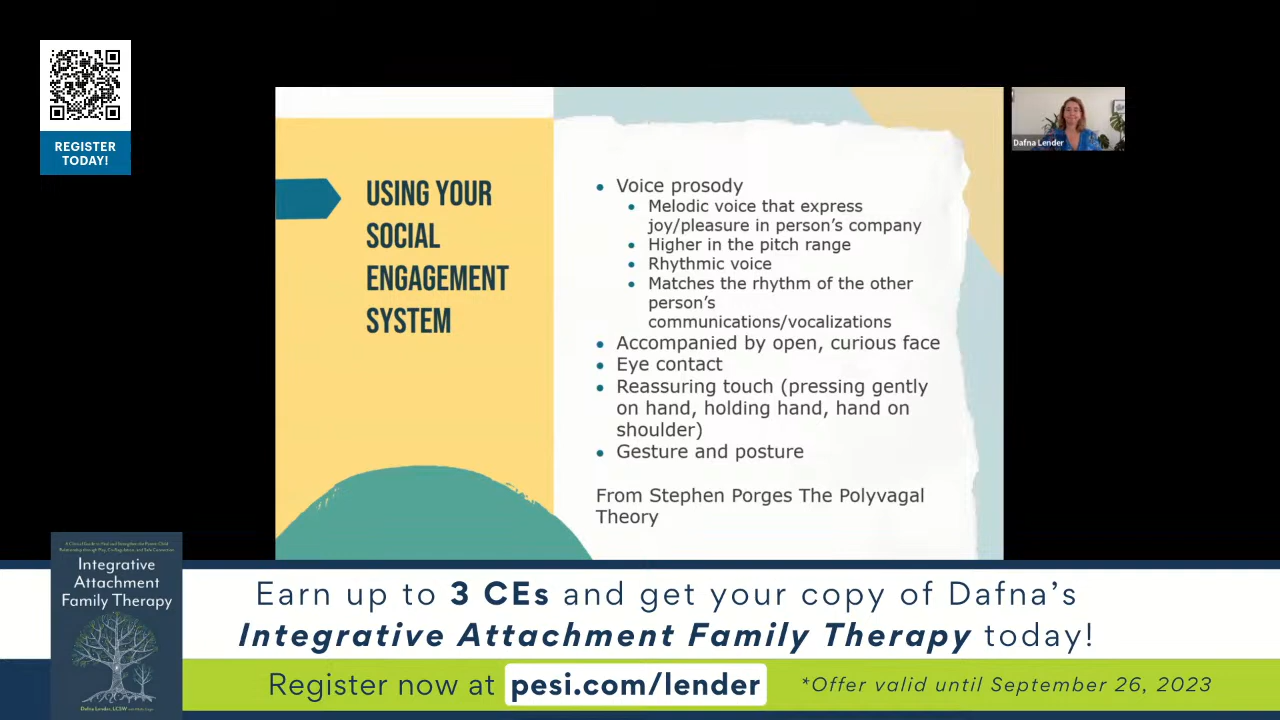 REGISTER
TODAY!
USING YOUR
SOCIAL
ENGAGEMENT
SYSTEM
• Voice prosody
• Melodic voice that express
joy/pleasure in person's company
• Higher in the pitch range
• Rhythmic voice
• Matches the rhythm of the other
person's
communications/vocalizations
• Accompanied by open, curious face
• Eye contact
• Reassuring touch (pressing gently
on hand, holding hand, hand on
shoulder)
• Gesture and posture
From Stephen Porges The Polyvagal
Theory
Dafna Lender
Integrative
Attachment
Family Therapy
Dafna Lender, LCSW
Earn up to 3 CEs and get your copy of Dafna's
Integrative Attachment Family Therapy today!
Register now at pesi.com/lender
*Offer valid until September 26, 2023